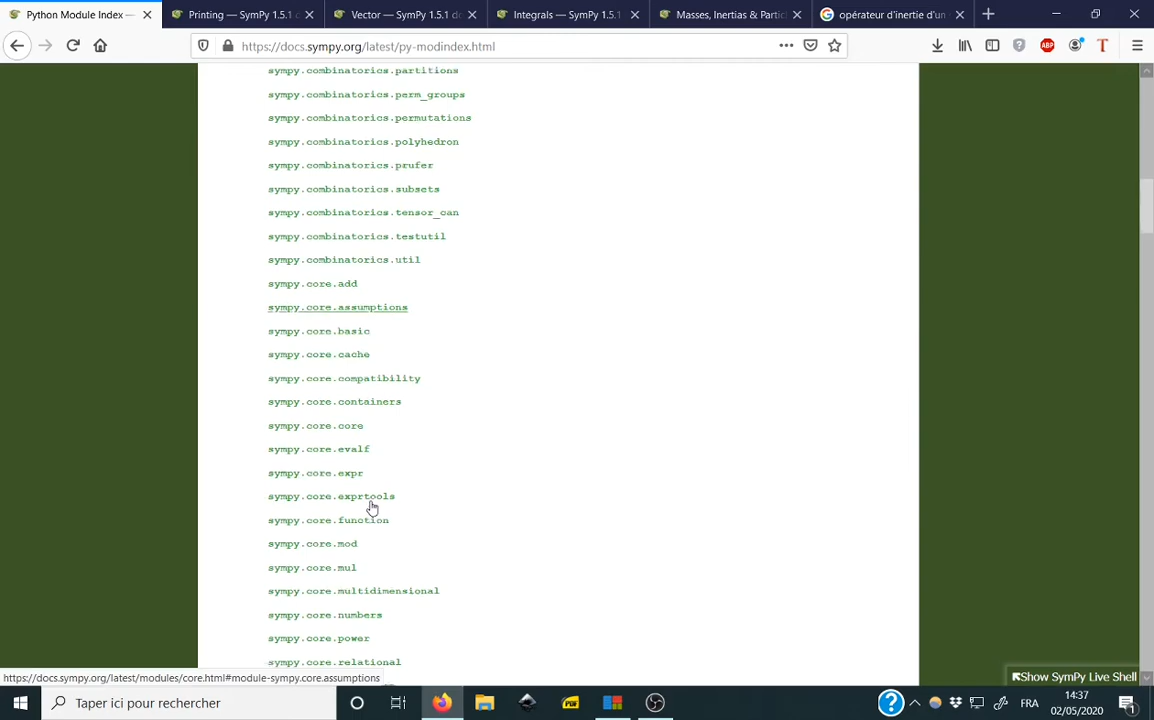 Python Module Index —
Printing — SymPy 1.5.1
Vector — SymPy 1.5.1 do
Integrals — SymPy 1.5.1
Masses, Inertias & Partic
opérateur d'inertie d'un
https://docs.sympy.org/latest/py-modindex.html
ABP
T
sympy.combinatorics.partitions
sympy.combinatorics.perm_groups
sympy.combinatorics.permutations
sympy.combinatorics.polyhedron
sympy.combinatorics.prufer
sympy.combinatorics.subsets
sympy.combinatorics.tensor_can
sympy.combinatorics.testutil
sympy.combinatorics.util
sympy.core.add
sympy.core.assumptions
sympy.core.basic
sympy.core.cache
sympy.core.compatibility
sympy.core.containers
sympy.core.core
sympy.core.evalf
sympy.core.expr
sympy.core.exprtools
sympy.core.function
sympy.core.mod
sympy.core.mul
sympy.core.multidimensional
sympy.core.numbers
sympy.core.power
sympy.core.relational
https://docs.sympy.org/latest/modules/core.html#module-sympy.core.assumptions
Show SymPy Live Shell
Taper ici pour rechercher
FRA
14:37
02/05/2020
1